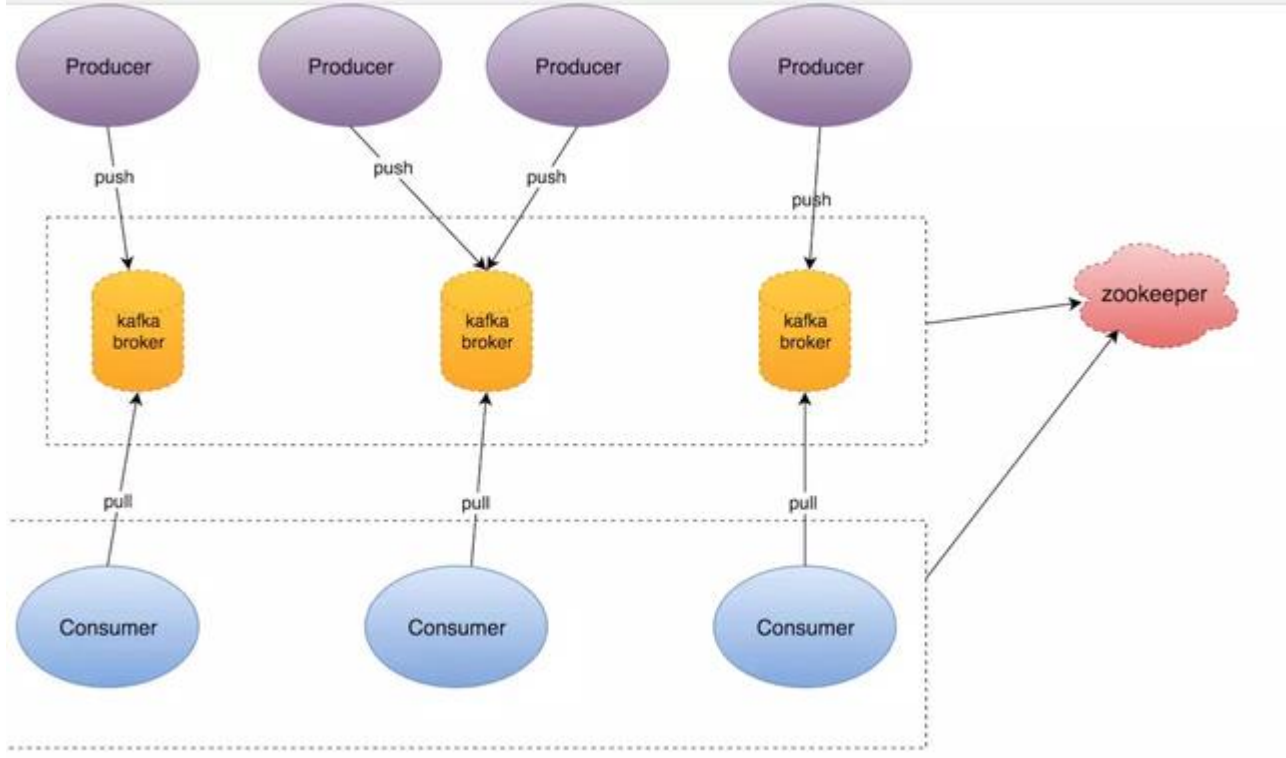 Producer
Producer
Producer
Producer
push
push
push
push
kafka
broker
kafka
broker
kafka
broker
zookeeper
pull
pull
pull
Consumer
Consumer
Consumer